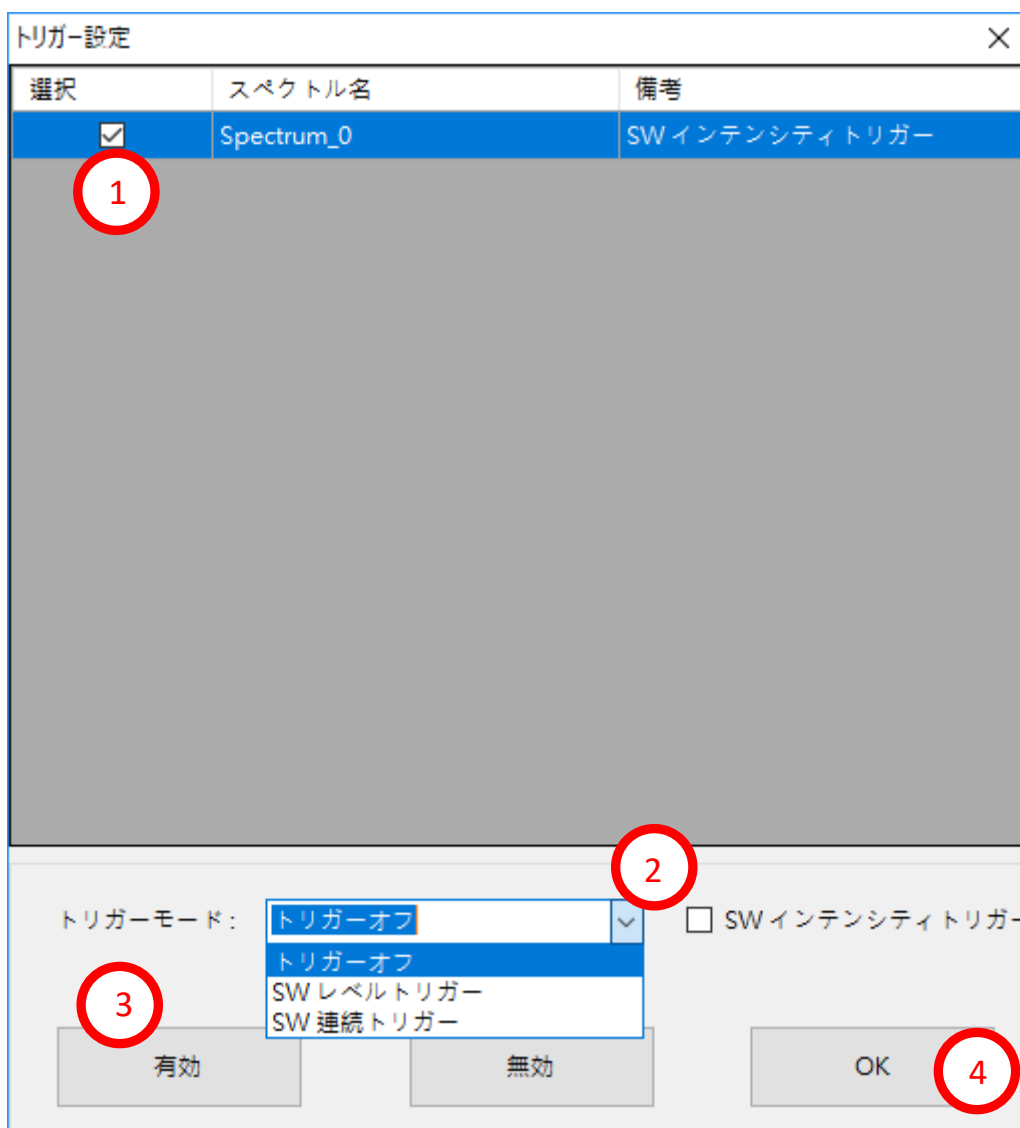 トリガー設定
選択 スペクトル名 備考
Spectrum_0 SW インテンシティトリガー
1
2
トリガーモード: トリガーオフ SW インテンシティトリガー
トリガーオフ
SW レベルトリガー
SW 連続トリガー
3
有効 無効 OK
4